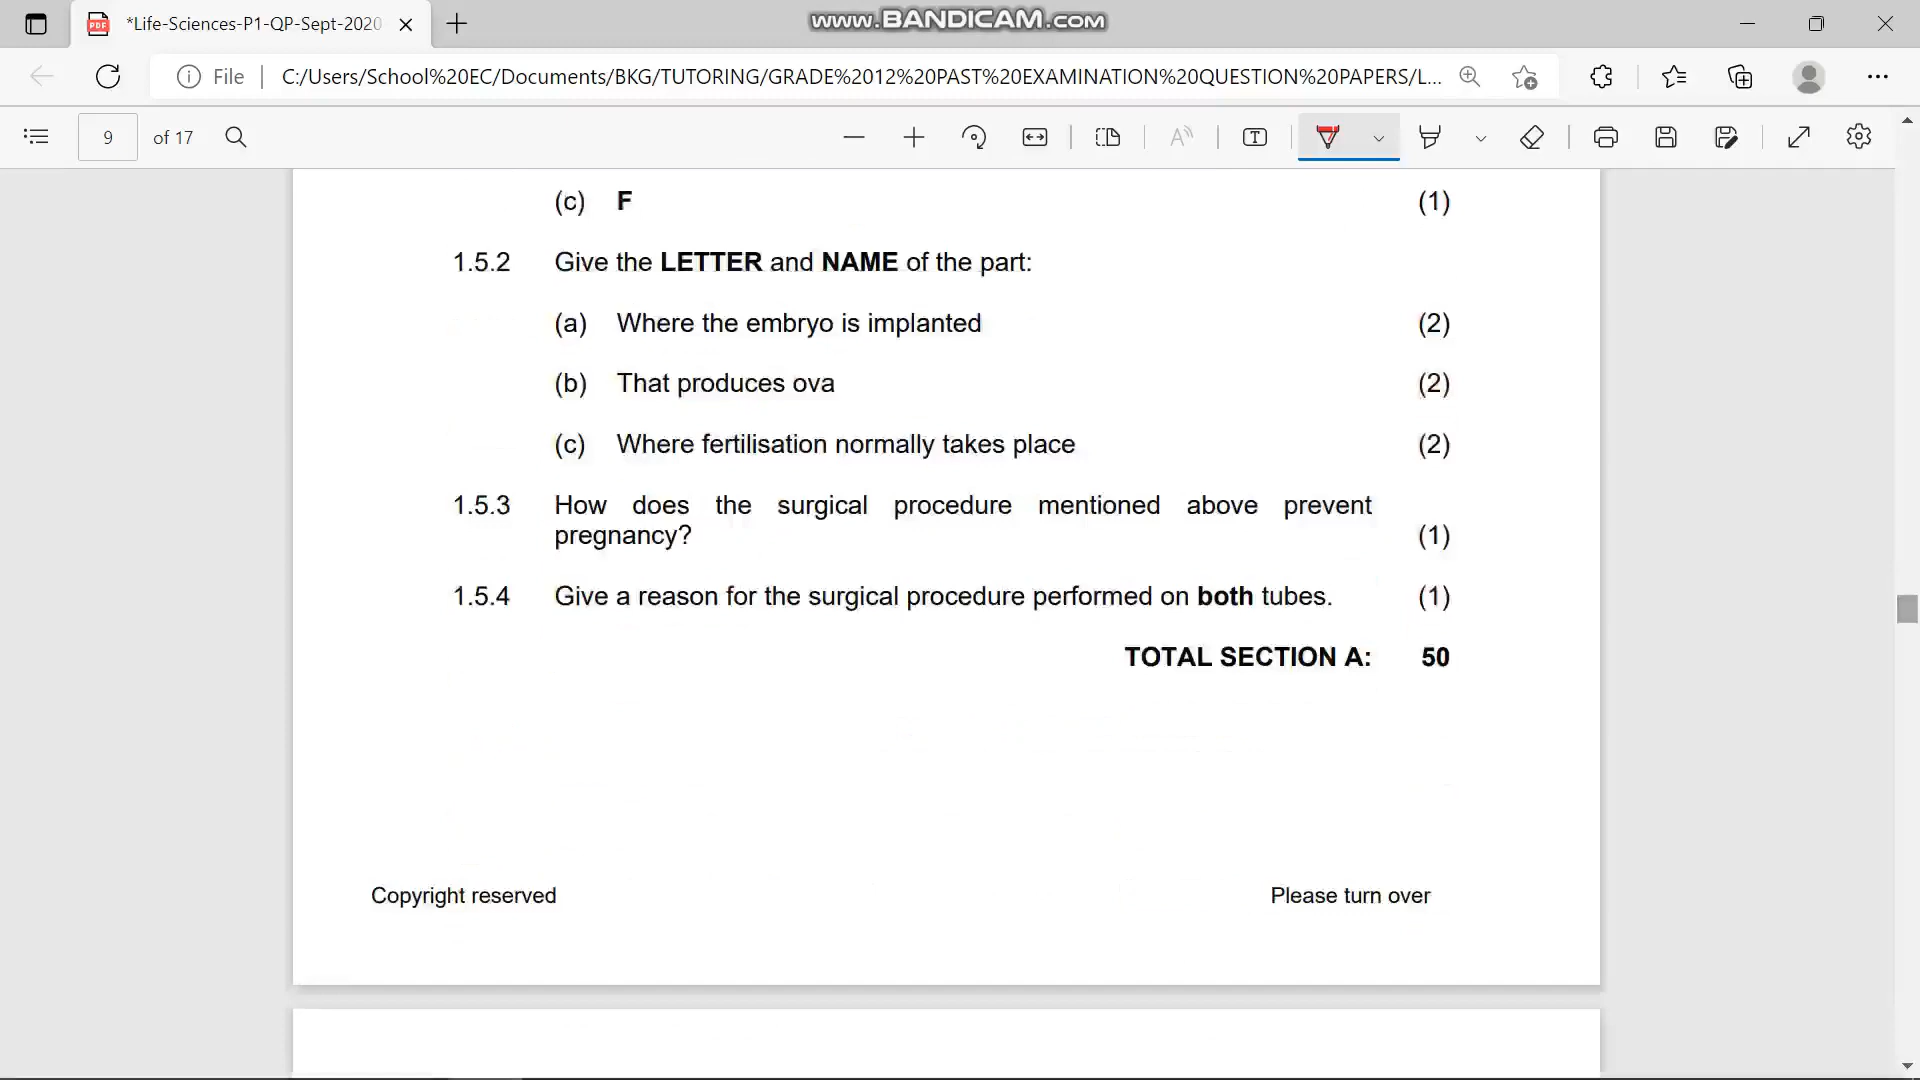 *Life-Sciences-P1-QP-Sept-2020
www.BANDICAM.com
File
C:/Users/School%20EC/Documents/BKG/TUTORING/GRADE%2012%20PAST%20EXAMINATION%20QUESTION%20PAPERS/L...
9 of 17
(c) F (1)
1.5.2 Give the LETTER and NAME of the part:
(a) Where the embryo is implanted (2)
(b) That produces ova (2)
(c) Where fertilisation normally takes place (2)
1.5.3 How does the surgical procedure mentioned above prevent
pregnancy? (1)
1.5.4 Give a reason for the surgical procedure performed on both tubes. (1)
TOTAL SECTION A: 50
Copyright reserved Please turn over